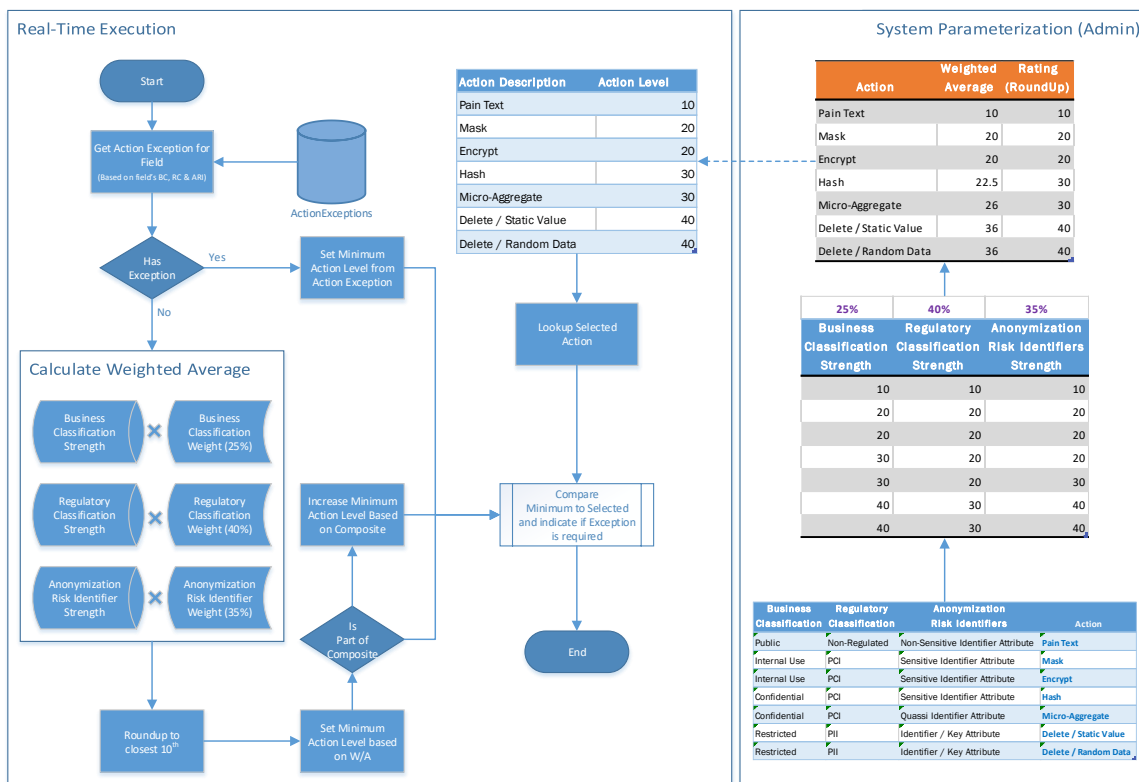 Real-Time Execution
Start
Get Action Exception for
Field
(Based on field's BC, RC & ARI)
ActionExceptions
Has
Exception
Yes
No
Set Minimum
Action Level from
Action Exception
Calculate Weighted Average
Business
Classification
Strength
×
Business
Classification
Weight (25%)
Regulatory
Classification
Strength
×
Regulatory
Classification
Weight (40%)
Anonymization
Risk Identifier
Strength
×
Anonymization
Risk Identifier
Weight (35%)
Roundup to
closest 10th
Set Minimum
Action Level based
on W/A
Is
Part of
Composite
Increase Minimum
Action Level Based
on Composite
Action Description Action Level
Pain Text 10
Mask 20
Encrypt 20
Hash 30
Micro-Aggregate 30
Delete / Static Value 40
Delete / Random Data 40
Lookup Selected
Action
Compare
Minimum to Selected
and indicate if Exception
is required
End
System Parameterization (Admin)
Weighted Rating
Action Average (RoundUp)
Pain Text 10 10
Mask 20 20
Encrypt 20 20
Hash 22.5 30
Micro-Aggregate 26 30
Delete / Static Value 36 40
Delete / Random Data 36 40
25% 40% 35%
Business Regulatory Anonymization
Classification Classification Risk Identifiers
Strength Strength Strength
10 10 10
20 20 20
20 20 20
30 20 20
30 20 30
40 30 40
40 30 40
Business Regulatory Anonymization
Classification Classification Risk Identifiers Action
Public Non-Regulated Non-Sensitive Identifier Attribute Pain Text
Internal Use PCI Sensitive Identifier Attribute Mask
Internal Use PCI Sensitive Identifier Attribute Encrypt
Confidential PCI Sensitive Identifier Attribute Hash
Confidential PCI Quassi Identifier Attribute Micro-Aggregate
Restricted PII Identifier / Key Attribute Delete / Static Value
Restricted PII Identifier / Key Attribute Delete / Random Data